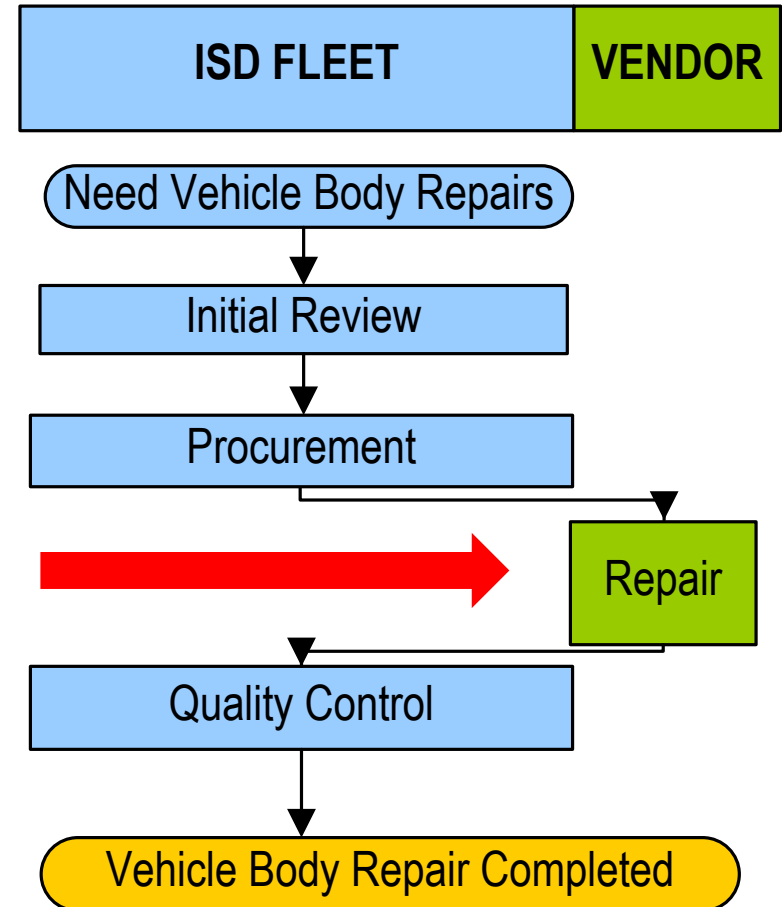 ISD FLEET
VENDOR
Need Vehicle Body Repairs
Initial Review
Procurement
Repair
Quality Control
Vehicle Body Repair Completed